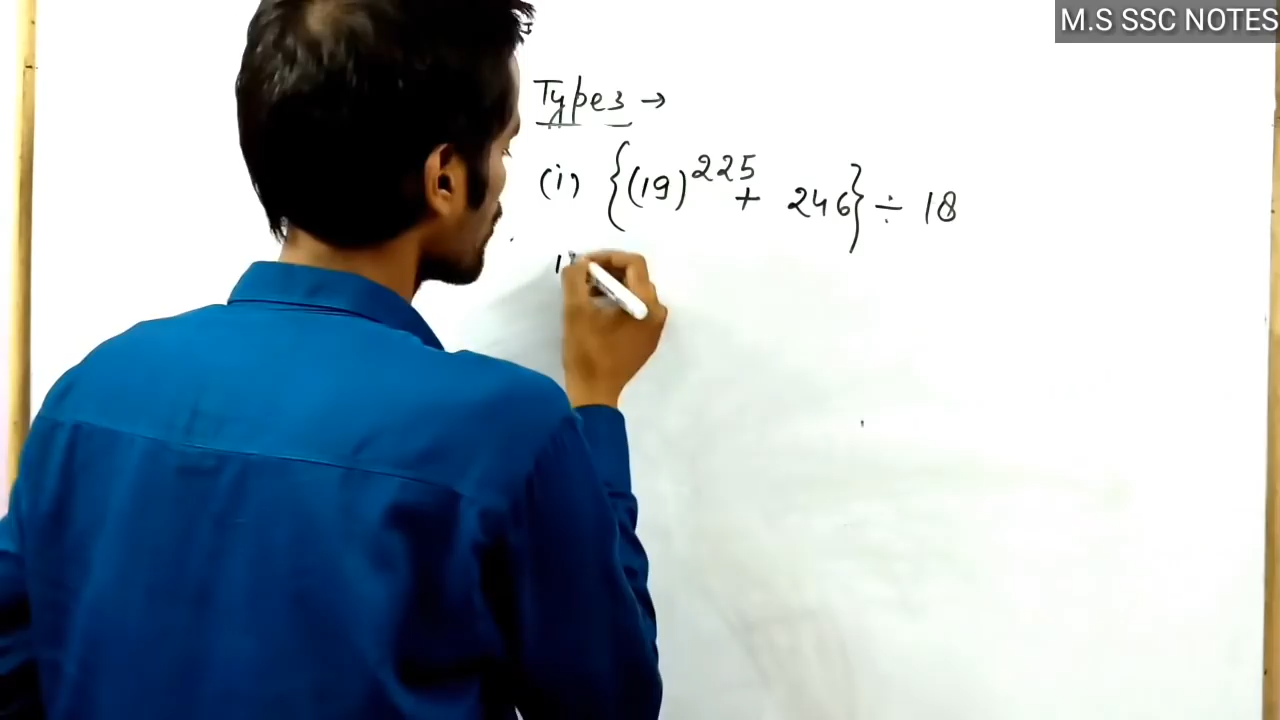 M.S SSC NOTES
Types →
(i) {(19)²²⁵ + 246} ÷ 18